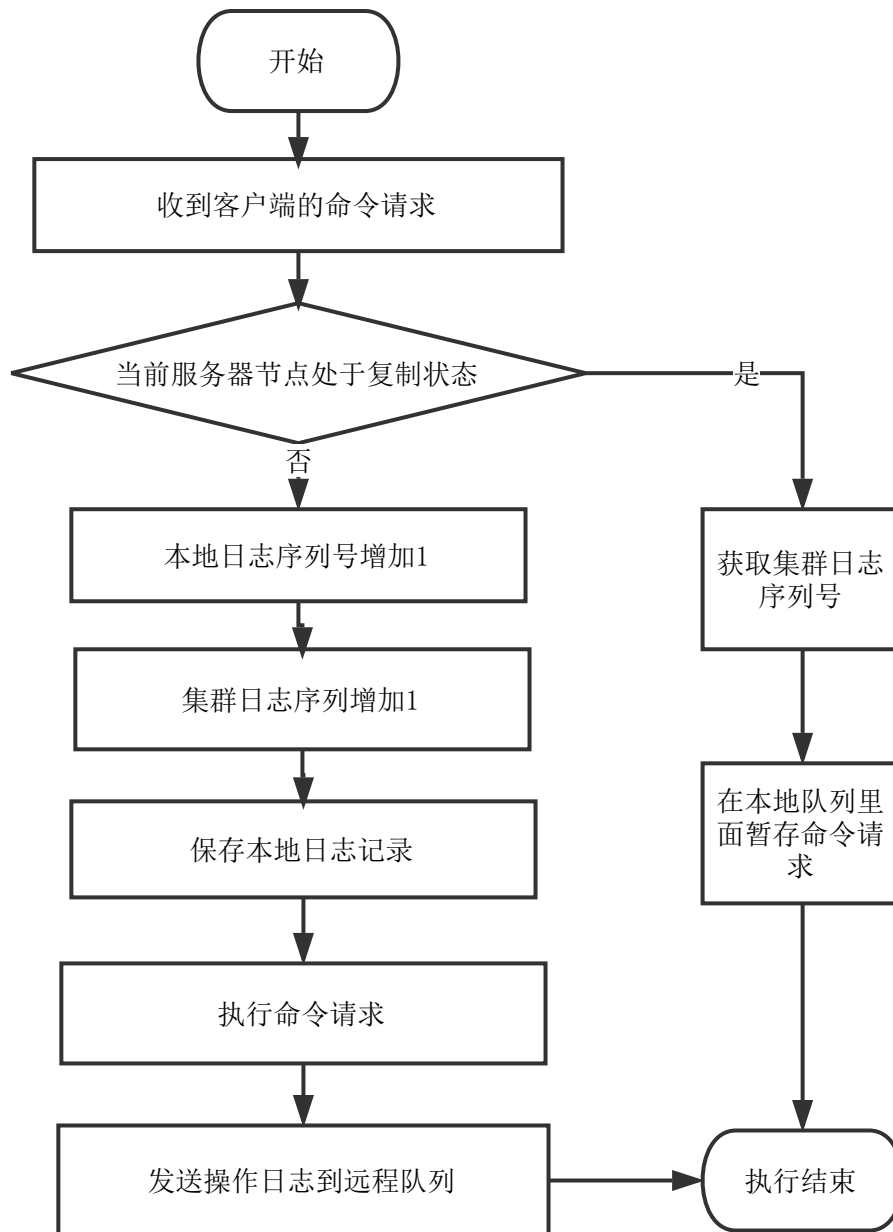 开始
收到客户端的命令请求
当前服务器节点处于复制状态
是
否
本地日志序列号增加1
获取集群日志
序列号
集群日志序列增加1
在本地队列里
面暂存命令请
求
保存本地日志记录
执行命令请求
发送操作日志到远程队列
执行结束